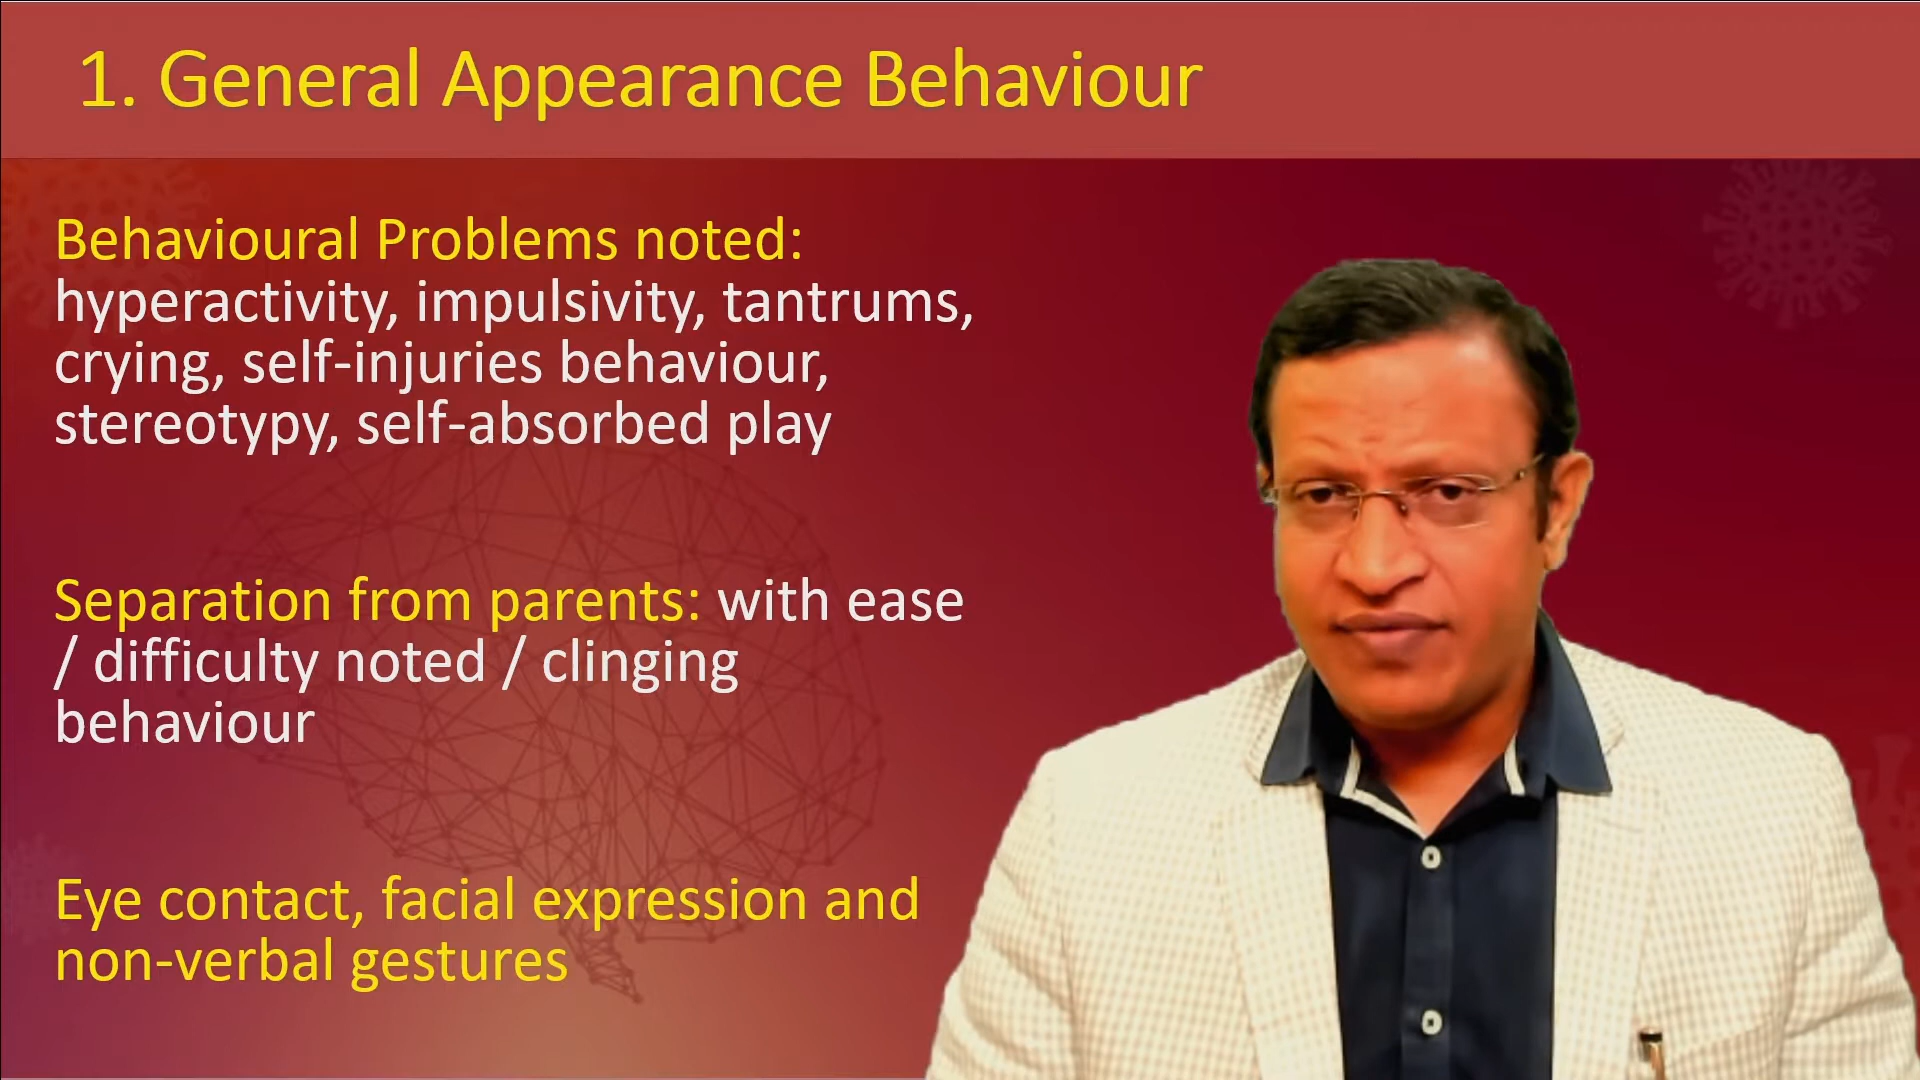 1. General Appearance Behaviour
Behavioural Problems noted:
hyperactivity, impulsivity, tantrums,
crying, self-injuries behaviour,
stereotypy, self-absorbed play
Separation from parents: with ease
/ difficulty noted / clinging
behaviour
Eye contact, facial expression and
non-verbal gestures